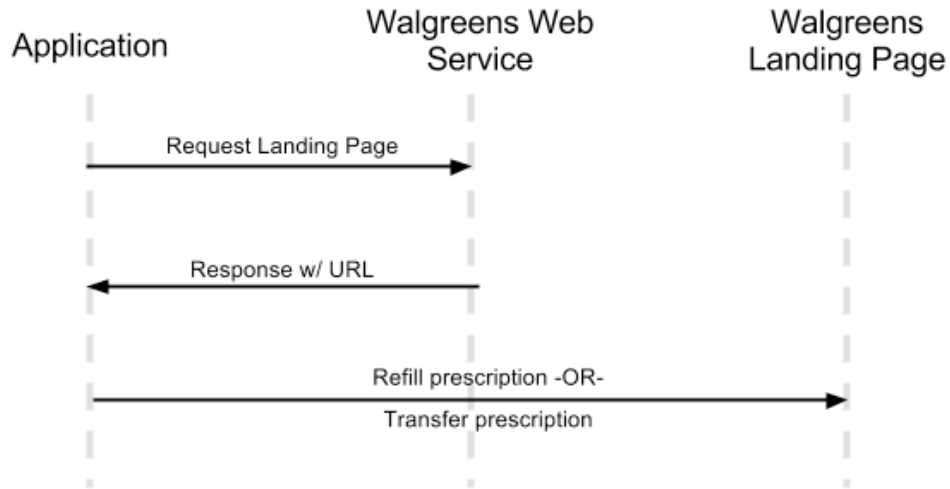 Application
Walgreens Web
Service
Walgreens
Landing Page
Request Landing Page
Response w/ URL
Refill prescription -OR-
Transfer prescription